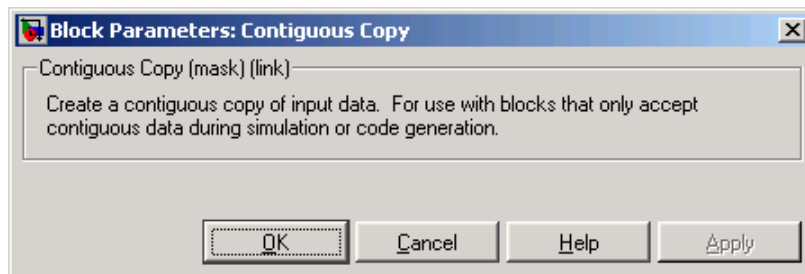 Block Parameters: Contiguous Copy
Contiguous Copy (mask) (link)
Create a contiguous copy of input data.  For use with blocks that only accept
contiguous data during simulation or code generation.
OK Cancel Help Apply